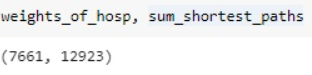 weights_of_hosp, sum_shortest_paths
(7661, 12923)